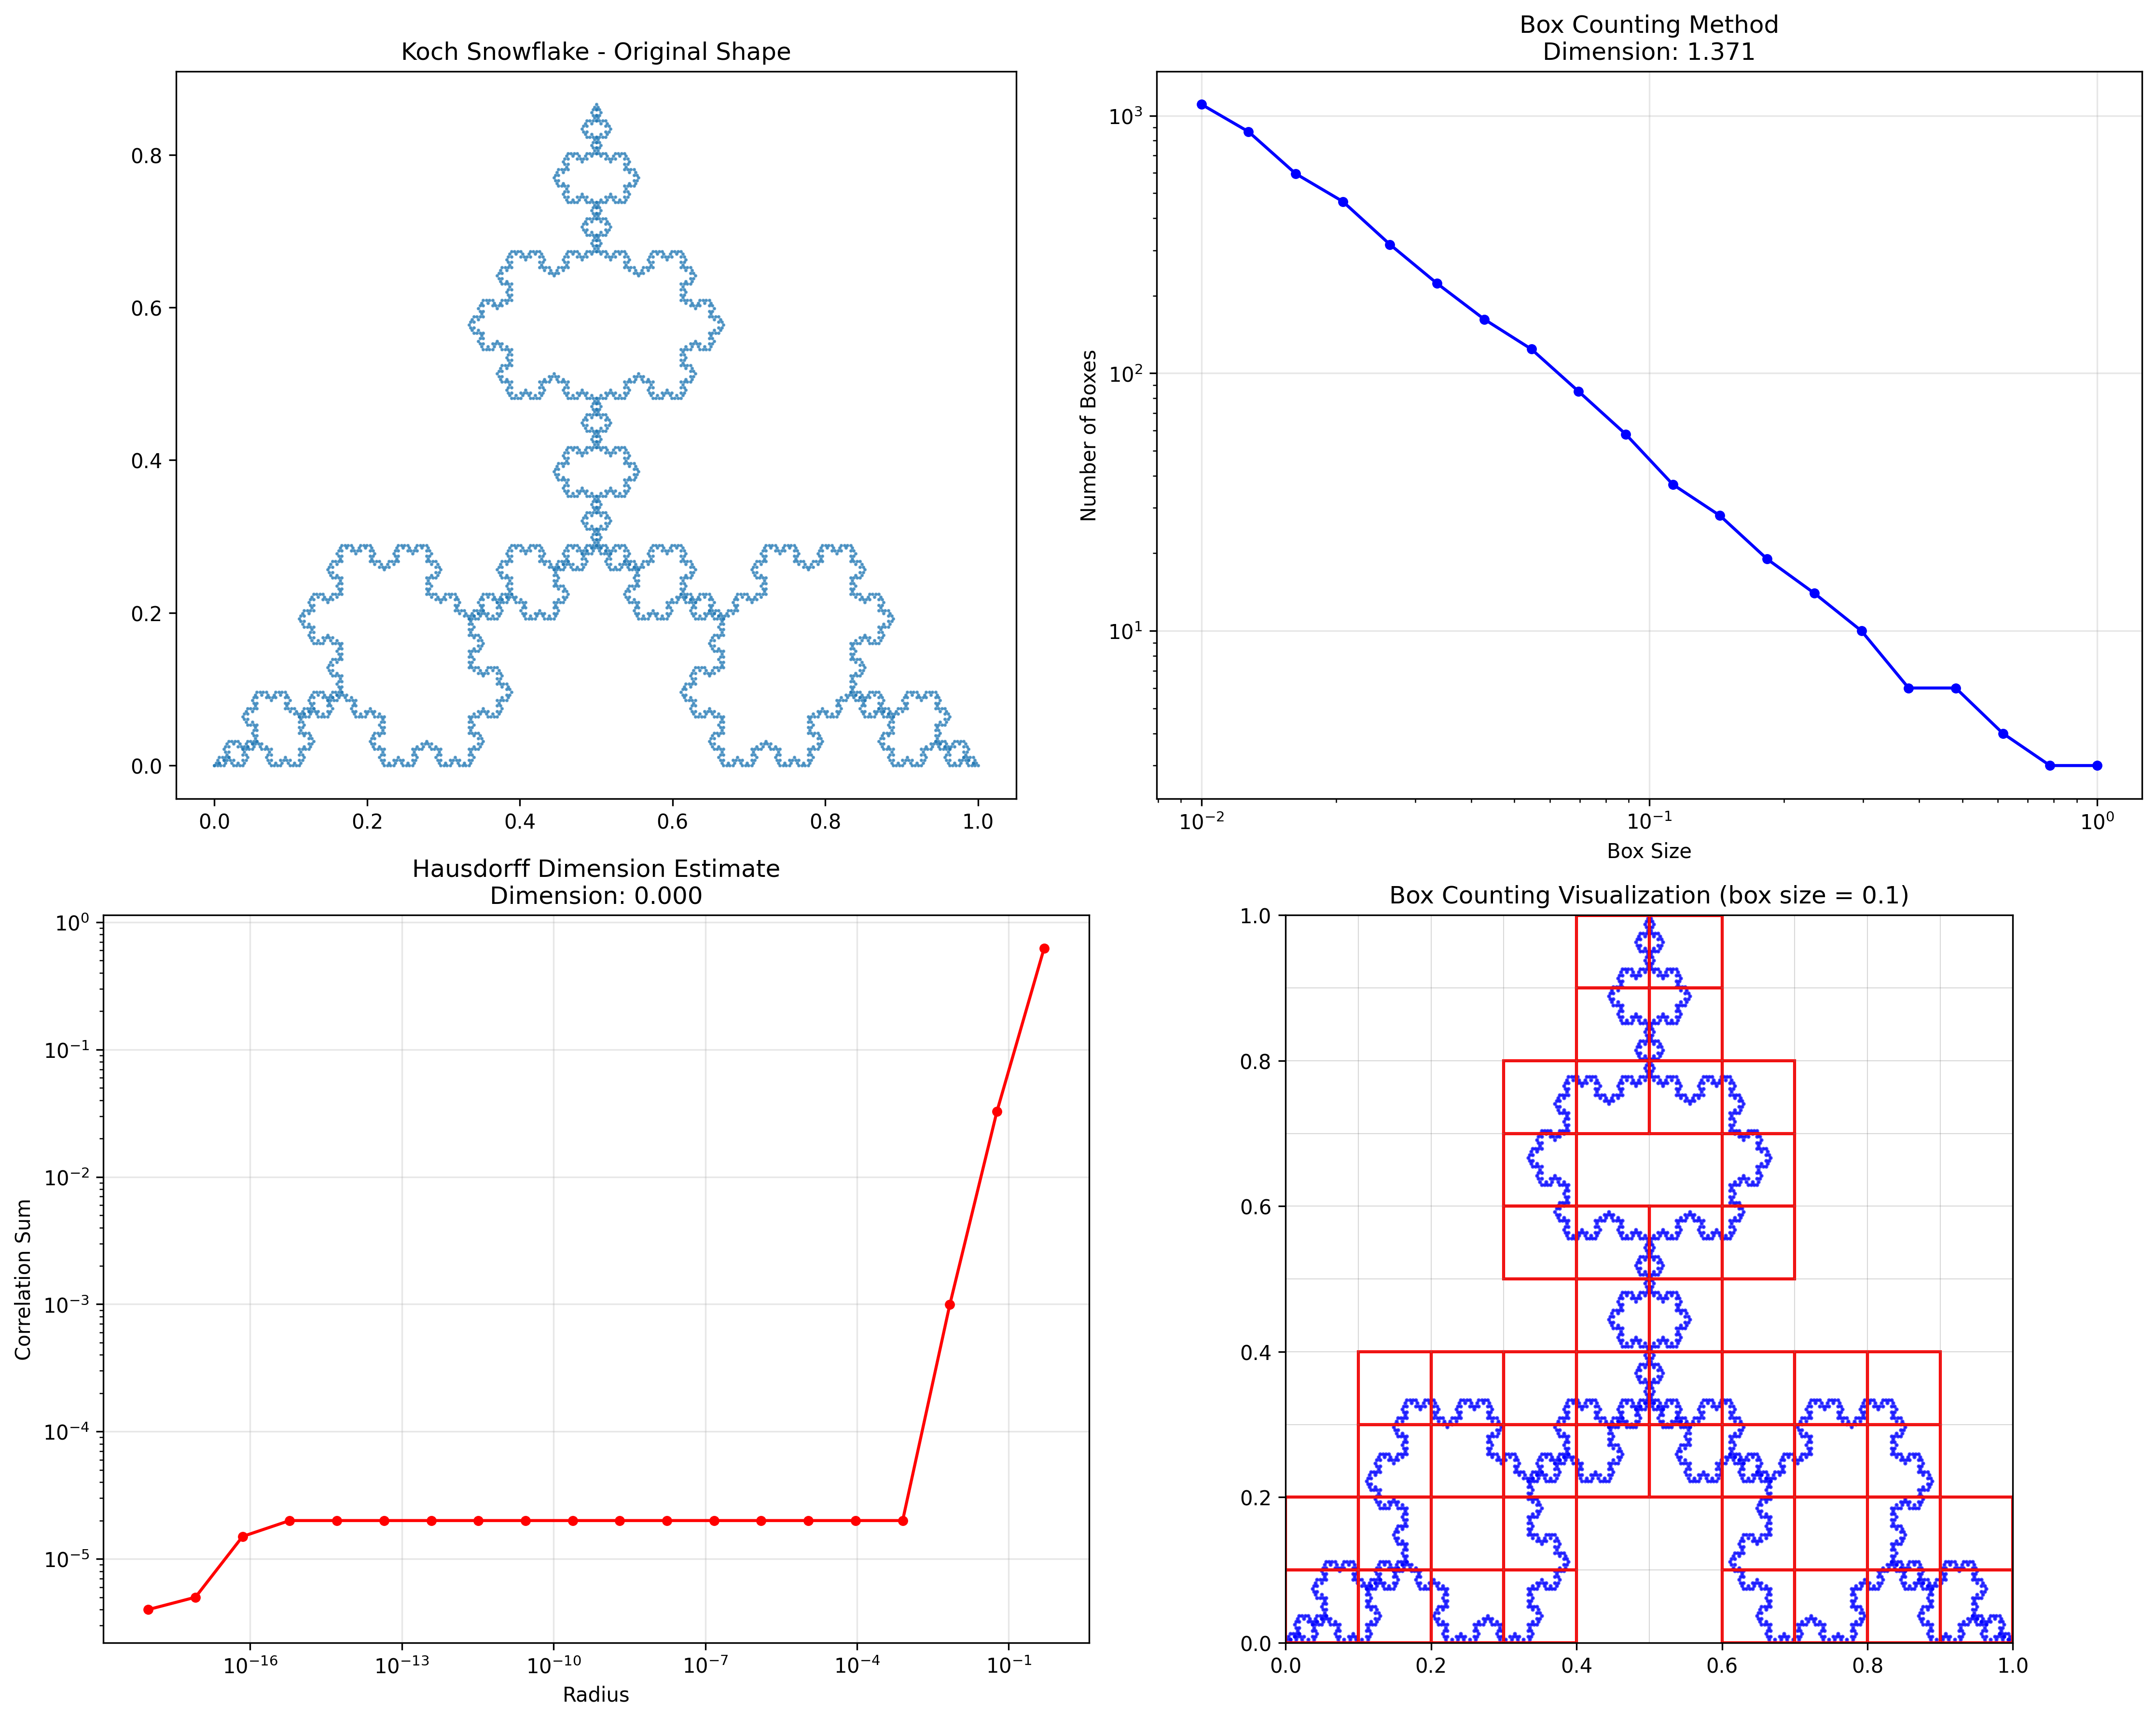 Koch Snowflake - Original Shape
0.8
0.6
0.4
0.2
0.0
0.0 0.2 0.4 0.6 0.8 1.0
Box Counting Method
Dimension: 1.371
Number of Boxes
10³
10²
10¹
10⁻² 10⁻¹ 10⁰
Box Size
Hausdorff Dimension Estimate
Dimension: 0.000
Correlation Sum
10⁰
10⁻¹
10⁻²
10⁻³
10⁻⁴
10⁻⁵
10⁻¹⁶ 10⁻¹³ 10⁻¹⁰ 10⁻⁷ 10⁻⁴ 10⁻¹
Radius
Box Counting Visualization (box size = 0.1)
1.0
0.8
0.6
0.4
0.2
0.0
0.0 0.2 0.4 0.6 0.8 1.0